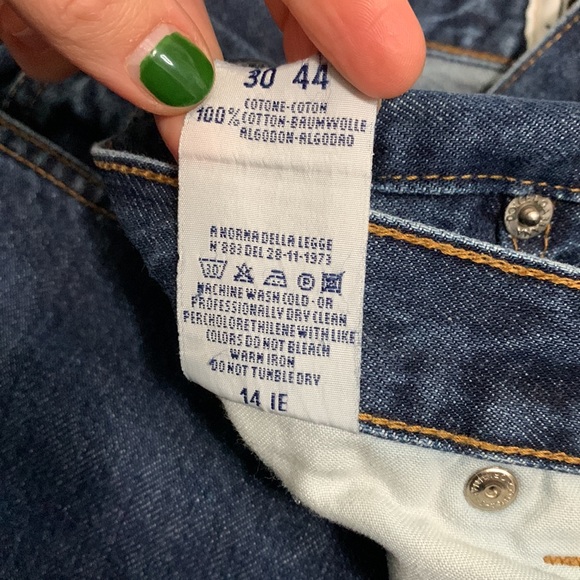 30 44
COTONE-COTON
100% COTTON-BAUMWOLLE
ALGODON-ALGODAO
A NORMA DELLA LEGGE
N°883 DEL 28-11-1973
30 A P
MACHINE WASH COLD-OR
PROFESSIONALLY DRY CLEAN
PERCHLORETHILENE WITH LIKE
COLORS DO NOT BLEACH
WARM IRON
DO NOT TUMBLE DRY
14 IE